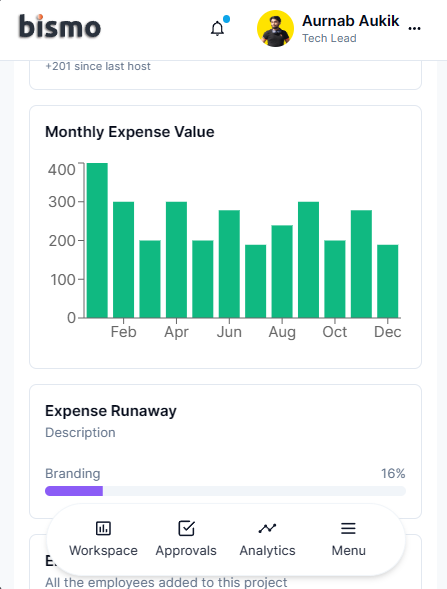 bismo
Aurnab Aukik
Tech Lead
+201 since last host
Monthly Expense Value
400
300
200
100
0
Feb Apr Jun Aug Oct Dec
Expense Runaway
Description
Branding 16%
Workspace Approvals Analytics Menu
All the employees added to this project